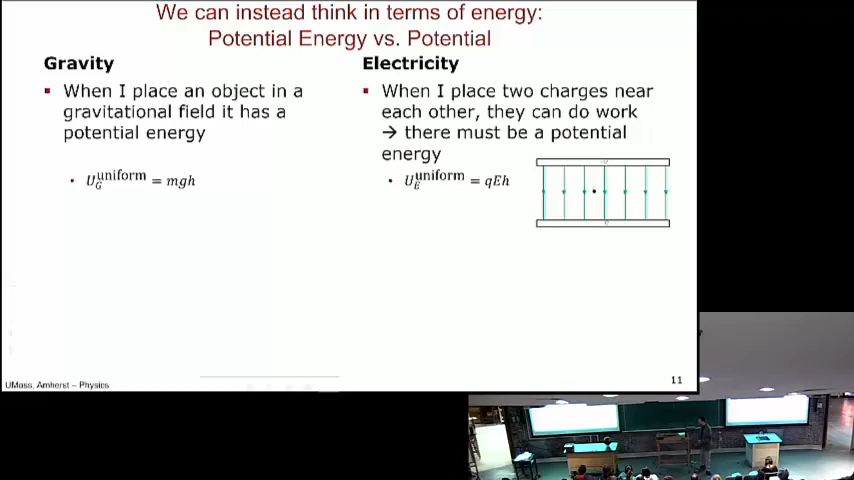 We can instead think in terms of energy:
Potential Energy vs. Potential
Gravity
▪ When I place an object in a
gravitational field it has a
potential energy
• U_G^uniform = mgh
Electricity
▪ When I place two charges near
each other, they can do work
→ there must be a potential
energy
• U_E^uniform = qEh
UMass, Amherst – Physics
11